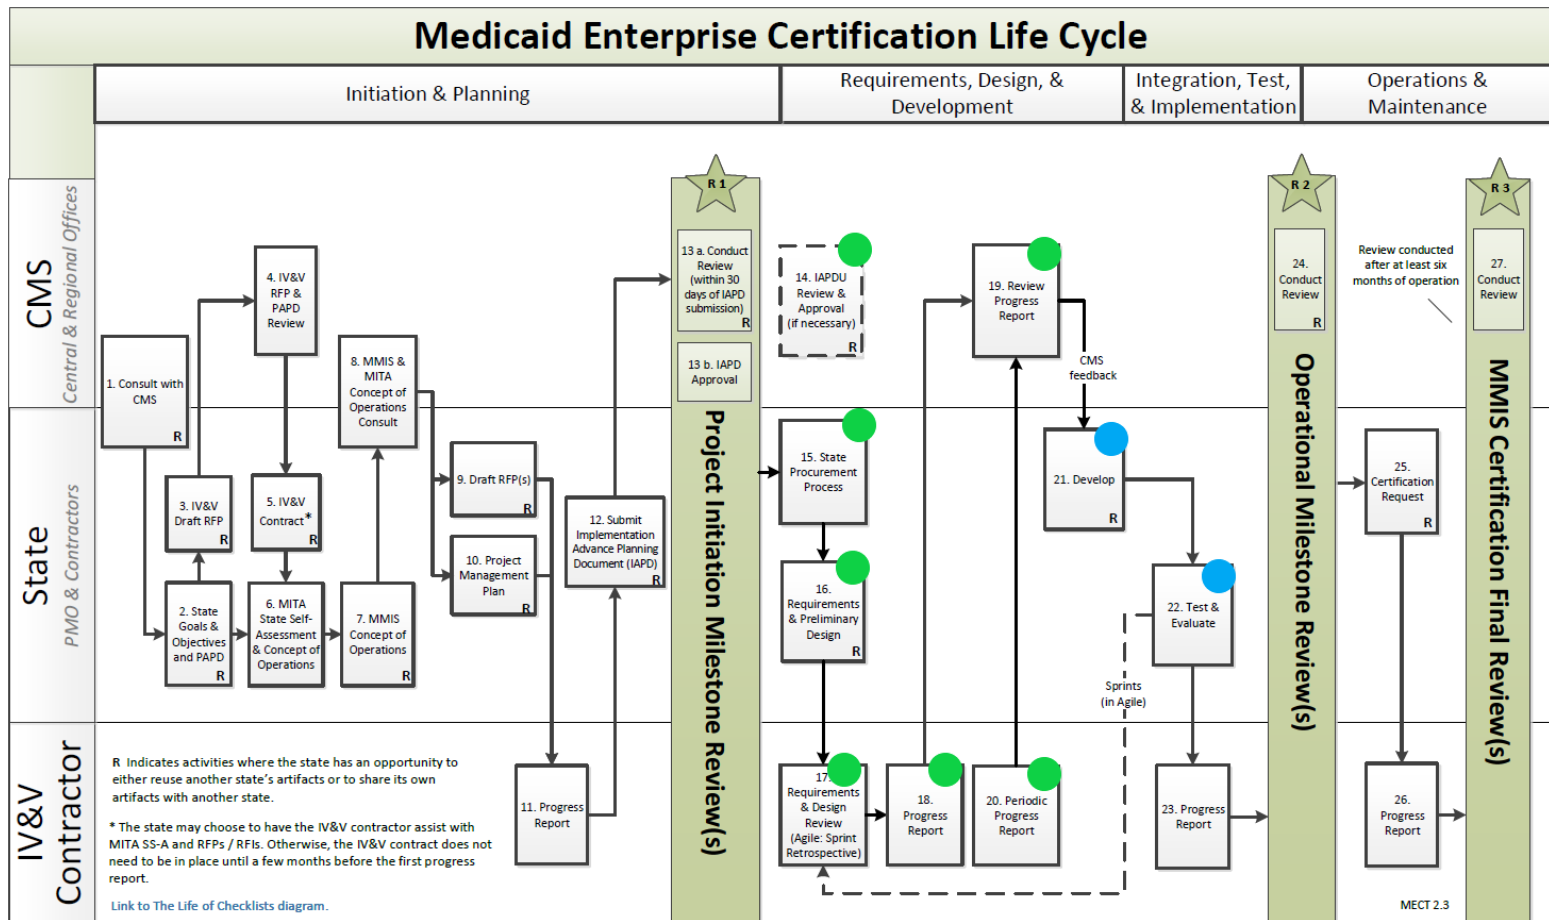 Medicaid Enterprise Certification Life Cycle
Initiation & Planning
Requirements, Design, &
Development
Integration, Test,
& Implementation
Operations &
Maintenance
CMS
Central & Regional Offices
State
PMO & Contractors
IV&V
Contractor
1. Consult with
CMS
R
2. State
Goals &
Objectives
and PAPD
R
3. IV&V
Draft RFP
R
4. IV&V
RFP &
PAPD
Review
5. IV&V
Contract*
R
6. MITA
State Self-
Assessment
& Concept of
Operations
7. MMIS
Concept of
Operations
R
8. MMIS &
MITA
Concept of
Operations
Consult
9. Draft RFP(s)
R
10. Project
Management
Plan
R
11. Progress
Report
12. Submit
Implementation
Advance Planning
Document (IAPD)
R
R 1
13 a. Conduct
Review
(within 30
days of IAPD
submission)
R
13 b. IAPD
Approval
Project Initiation Milestone Review(s)
14. IAPDU
Review &
Approval
(if necessary)
R
15. State
Procurement
Process
16.
Requirements
& Preliminary
Design
R
17.
Requirements
& Design
Review
(Agile: Sprint
Retrospective)
18.
Progress
Report
19. Review
Progress
Report
20. Periodic
Progress
Report
CMS
feedback
21. Develop
R
22. Test &
Evaluate
Sprints
(in Agile)
23. Progress
Report
R 2
24.
Conduct
Review
R
Operational Milestone Review(s)
25.
Certification
Request
R
26.
Progress
Report
Review conducted
after at least six
months of operation
R 3
27.
Conduct
Review
MMIS Certification Final Review(s)
R Indicates activities where the state has an opportunity to
either reuse another state's artifacts or to share its own
artifacts with another state.
* The state may choose to have the IV&V contractor assist with
MITA SS-A and RFPs / RFIs. Otherwise, the IV&V contract does not
need to be in place until a few months before the first progress
report.
Link to The Life of Checklists diagram.
MECT 2.3